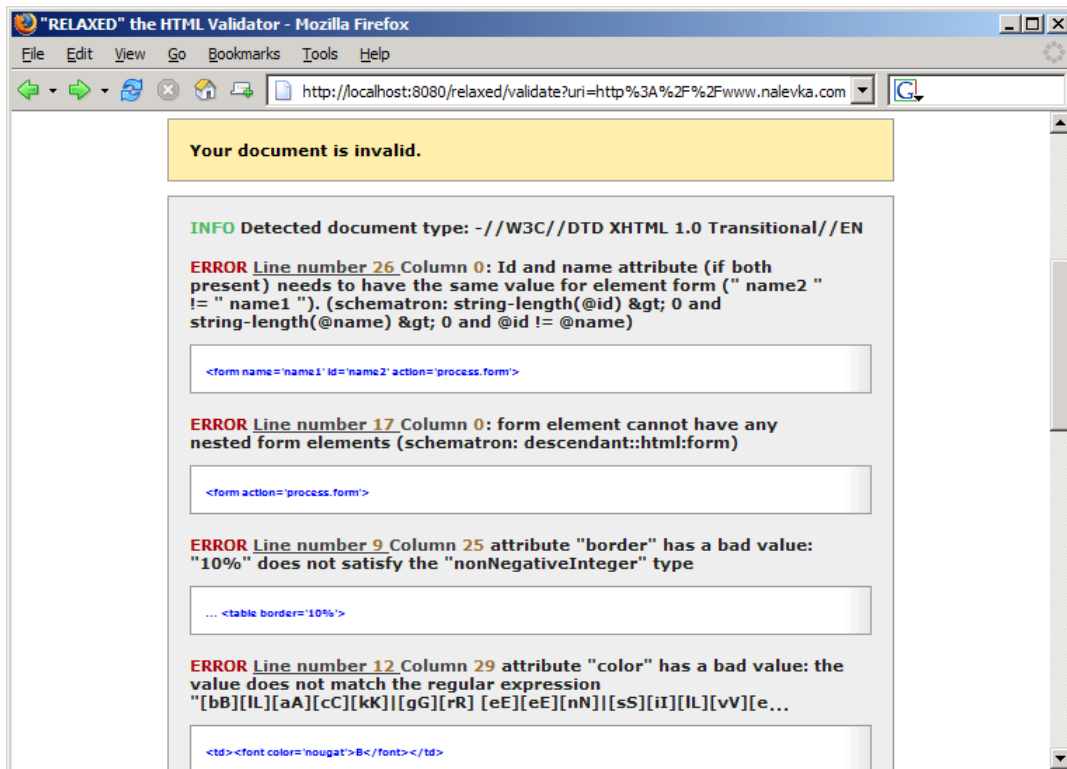 "RELAXED" the HTML Validator - Mozilla Firefox
File Edit View Go Bookmarks Tools Help
http://localhost:8080/relaxed/validate?uri=http%3A%2F%2Fwww.nalevka.com
G
Your document is invalid.
INFO Detected document type: -//W3C//DTD XHTML 1.0 Transitional//EN
ERROR Line number 26 Column 0: Id and name attribute (if both
present) needs to have the same value for element form (" name2 "
!= " name1 "). (schematron: string-length(@id) &gt; 0 and
string-length(@name) &gt; 0 and @id != @name)
<form name='name1' id='name2' action='process.form'>
ERROR Line number 17 Column 0: form element cannot have any
nested form elements (schematron: descendant::html:form)
<form action='process.form'>
ERROR Line number 9 Column 25 attribute "border" has a bad value:
"10%" does not satisfy the "nonNegativeInteger" type
... <table border='10%'>
ERROR Line number 12 Column 29 attribute "color" has a bad value: the
value does not match the regular expression
"[bB][lL][aA][cC][kK]|[gG][rR] [eE][eE][nN]|[sS][iI][lL][vV][e...
<td><font color='nougat'>B</font></td>